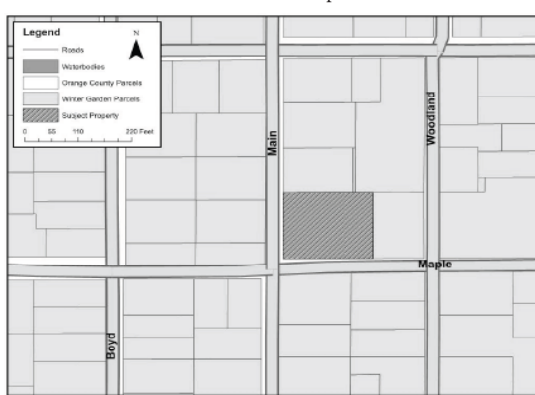 Legend
N
Roads
Waterbodies
Orange County Parcels
Winter Garden Parcels
Subject Property
0 55 110 220 Feet
Main
Woodland
Maple
Boyd